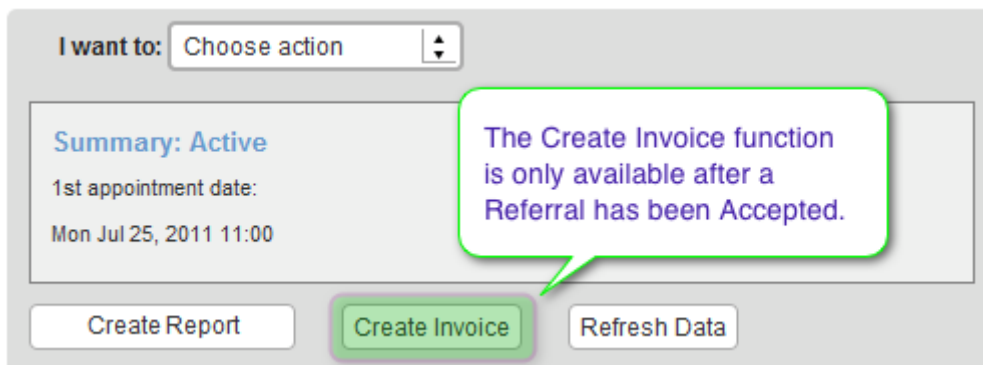 I want to: Choose action
Summary: Active
1st appointment date:
Mon Jul 25, 2011 11:00
The Create Invoice function
is only available after a
Referral has been Accepted.
Create Report Create Invoice Refresh Data